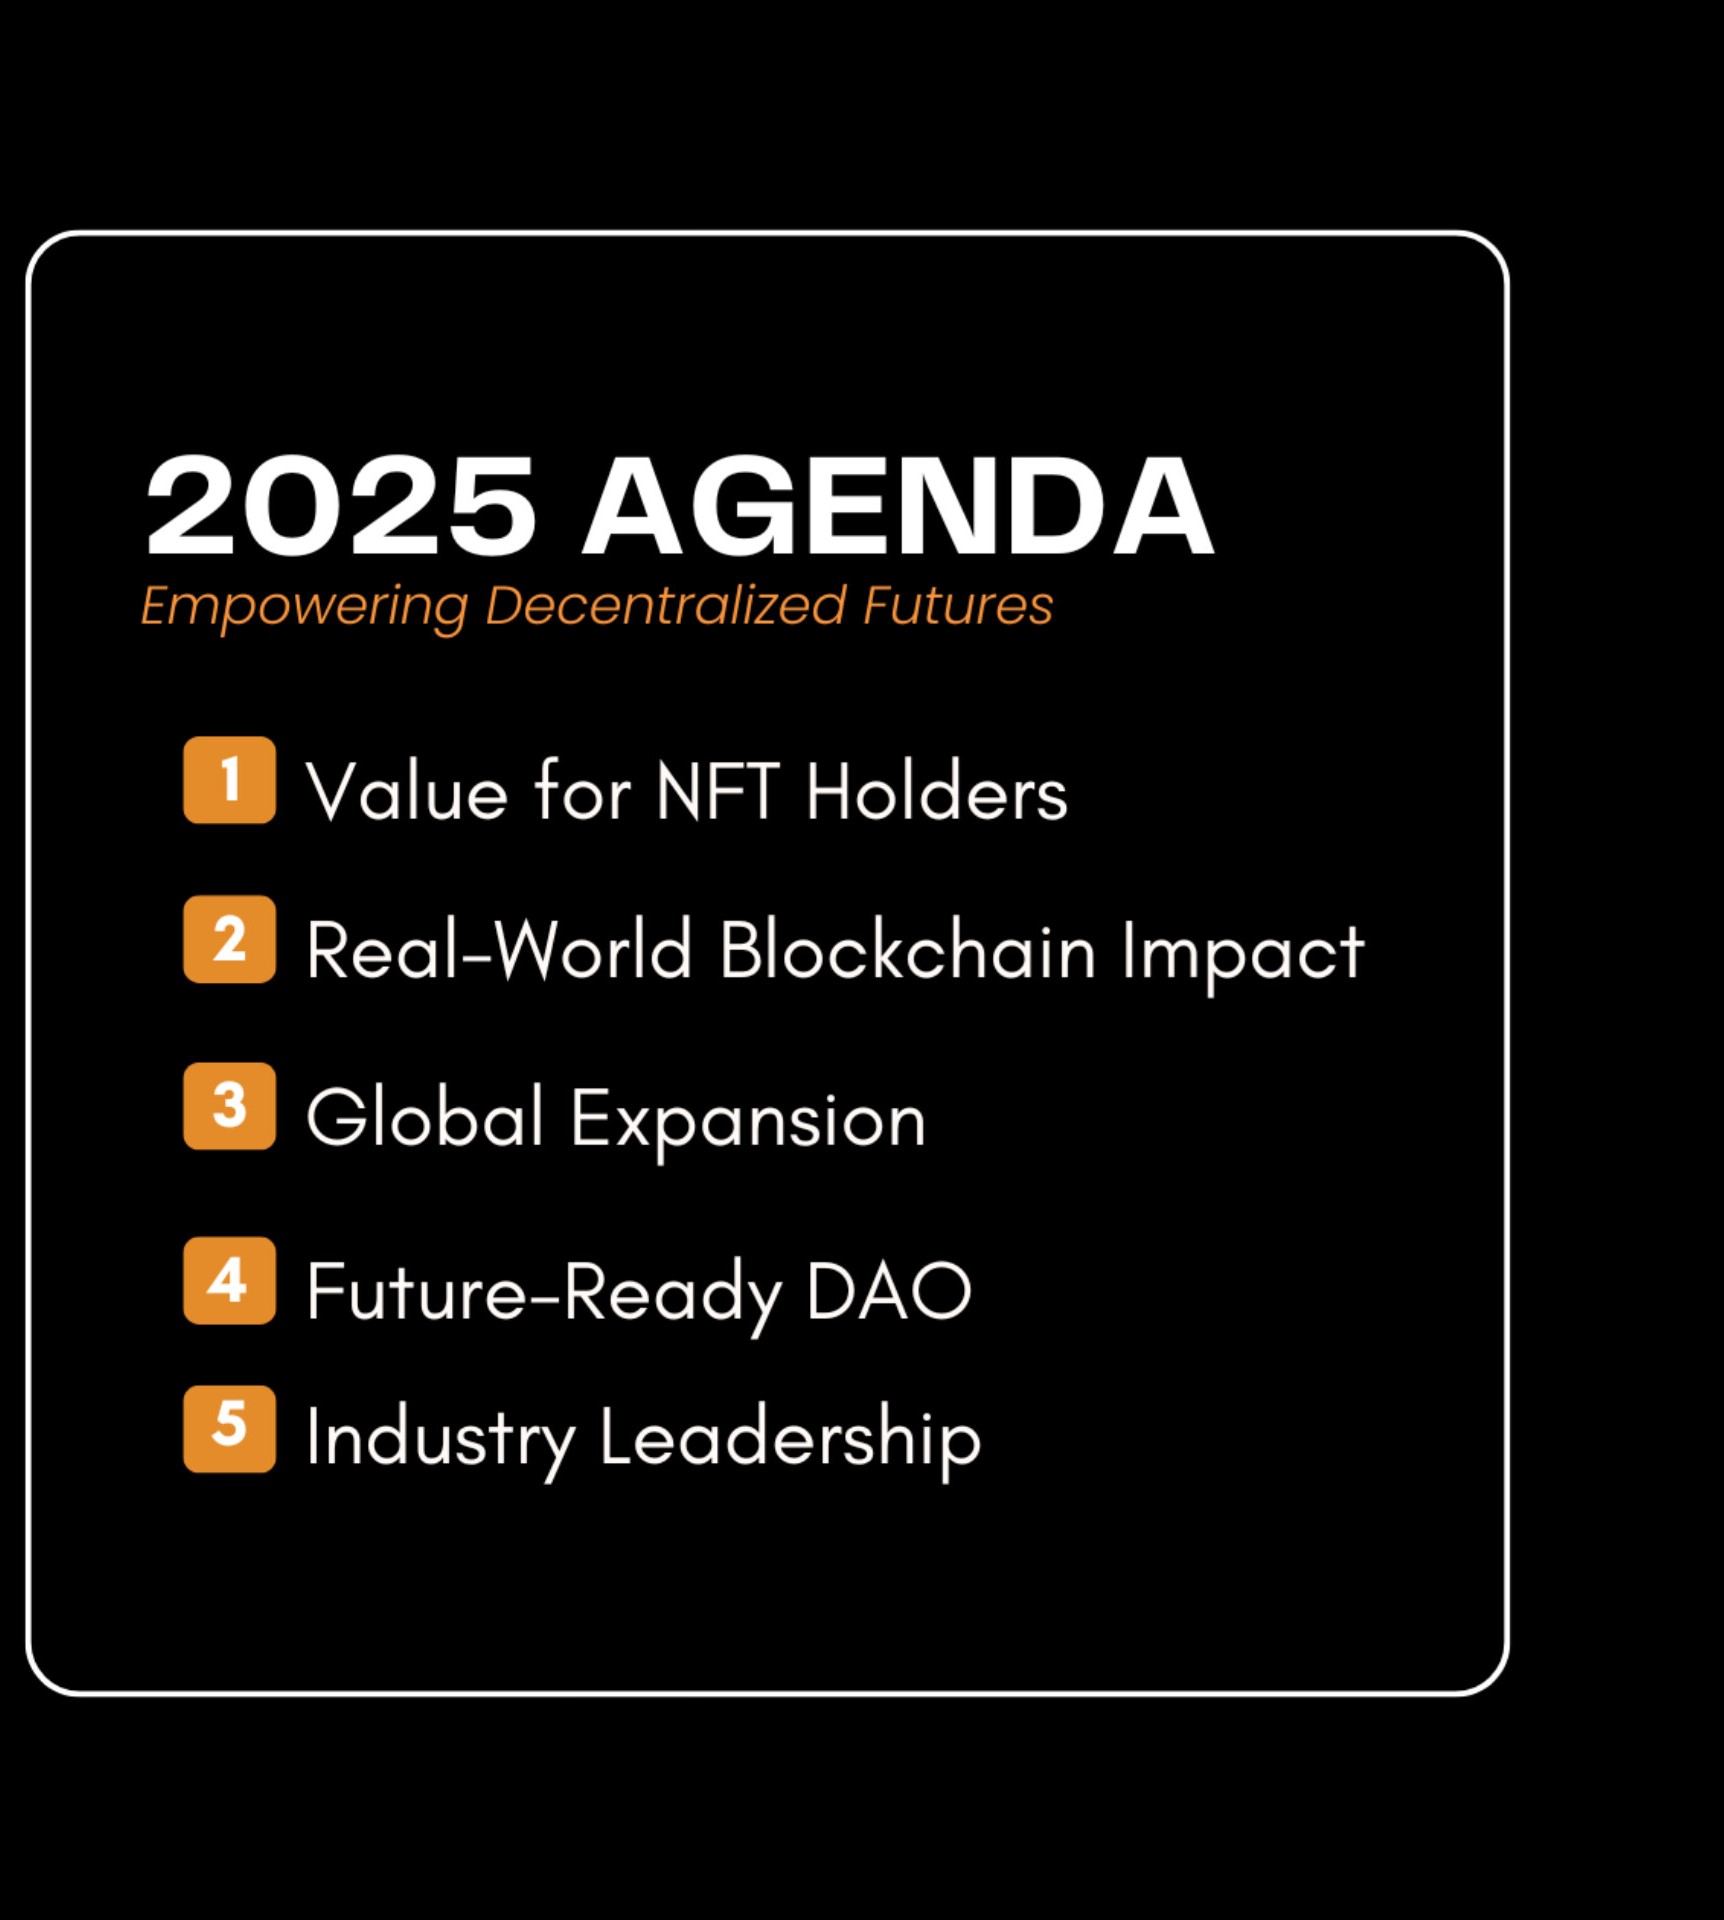 2025 AGENDA
Empowering Decentralized Futures
1 Value for NFT Holders
2 Real-World Blockchain Impact
3 Global Expansion
4 Future-Ready DAO
5 Industry Leadership